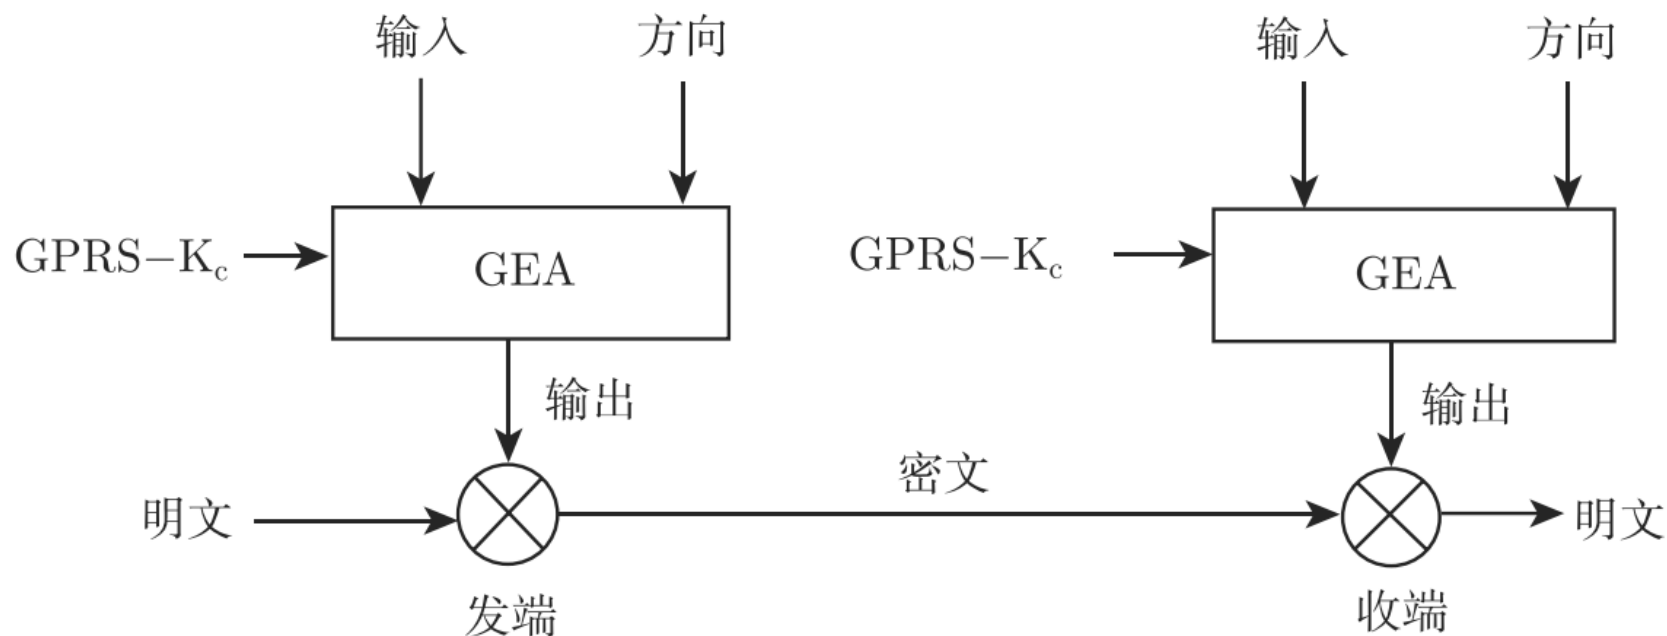 输入 方向 输入 方向
GPRS−Kc GEA GPRS−Kc GEA
输出 输出
明文 密文 明文
发端 收端